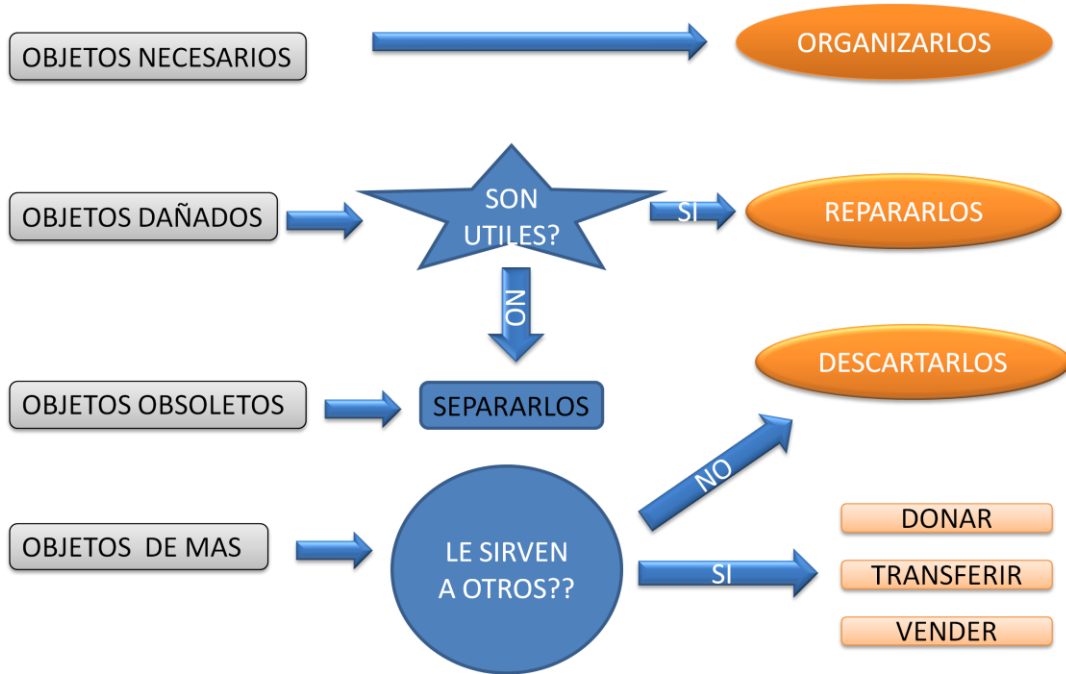 OBJETOS NECESARIOS
ORGANIZARLOS
OBJETOS DAÑADOS
SON
UTILES?
SI
REPARARLOS
NO
DESCARTARLOS
OBJETOS OBSOLETOS
SEPARARLOS
NO
OBJETOS DE MAS
LE SIRVEN
A OTROS??
SI
DONAR
TRANSFERIR
VENDER